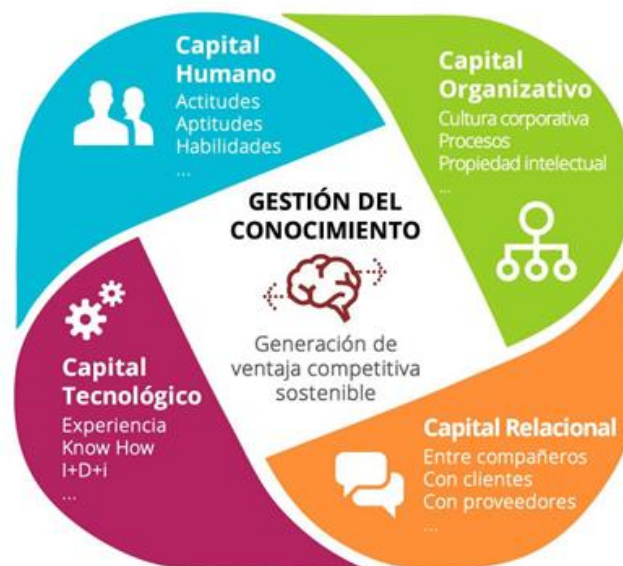 Capital
Humano
Actitudes
Aptitudes
Habilidades
...
Capital
Organizativo
Cultura corporativa
Procesos
Propiedad intelectual
...
GESTIÓN DEL
CONOCIMIENTO
Generación de
ventaja competitiva
sostenible
Capital
Tecnológico
Experiencia
Know How
I+D+i
...
Capital Relacional
Entre compañeros
Con clientes
Con proveedores
...